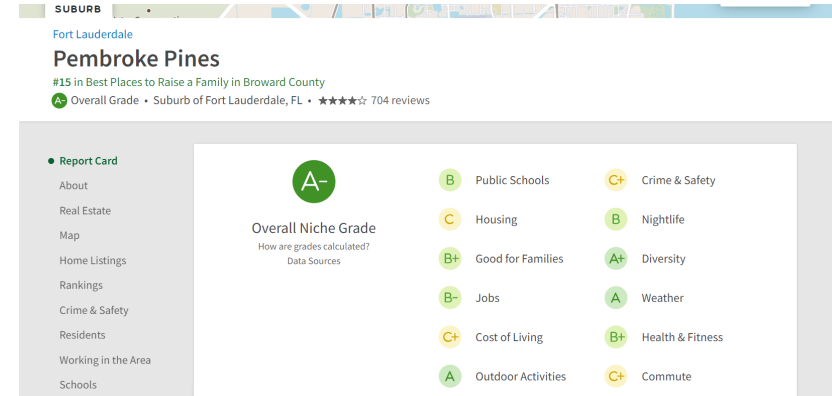 SUBURB
Fort Lauderdale
Pembroke Pines
#15 in Best Places to Raise a Family in Broward County
A- Overall Grade • Suburb of Fort Lauderdale, FL • ★★★★☆ 704 reviews
Report Card
About
Real Estate
Map
Home Listings
Rankings
Crime & Safety
Residents
Working in the Area
Schools
A-
Overall Niche Grade
How are grades calculated?
Data Sources
B Public Schools
C Housing
B+ Good for Families
B- Jobs
C+ Cost of Living
A Outdoor Activities
C+ Crime & Safety
B Nightlife
A+ Diversity
A Weather
B+ Health & Fitness
C+ Commute